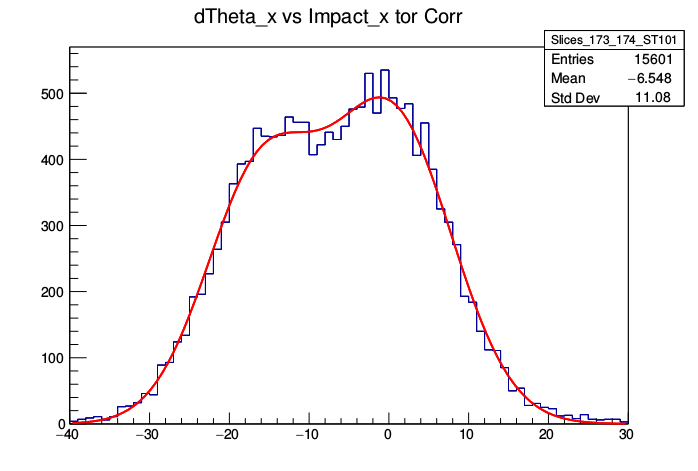 dTheta_x vs Impact_x tor Corr
Slices_173_174_ST101
Entries 15601
Mean −6.548
Std Dev 11.08
500
400
300
200
100
0
−40 −30 −20 −10 0 10 20 30